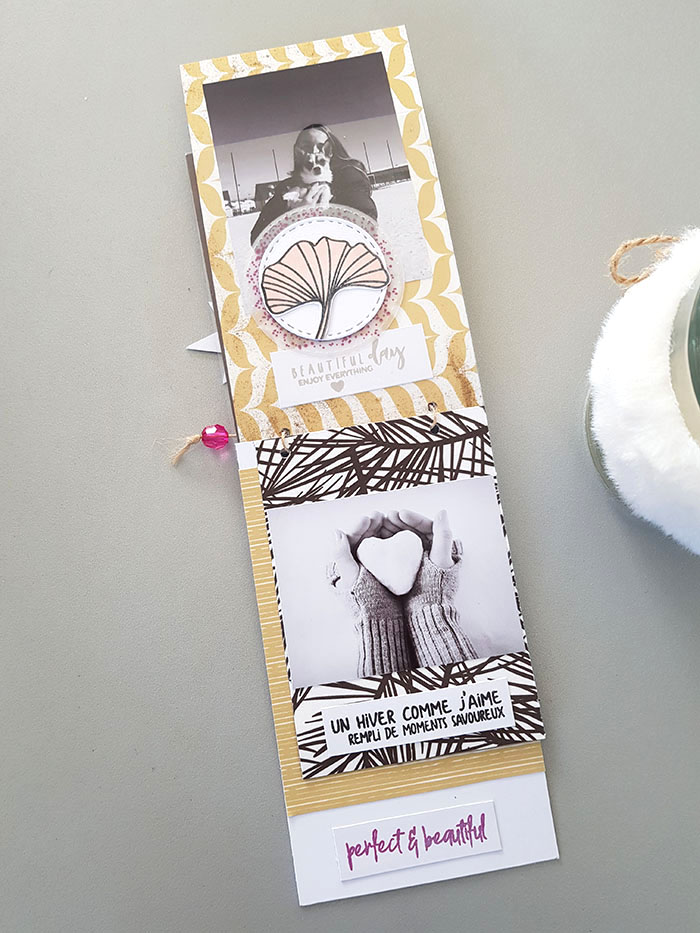 BEAUTIFUL day
ENJOY EVERYTHING
UN HIVER COMME J'AIME
REMPLI DE MOMENTS SAVOUREUX
perfect & beautiful